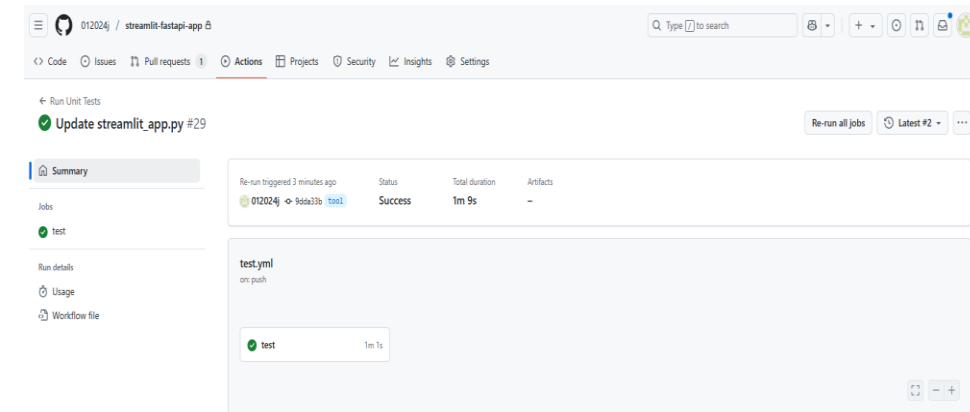 012024j / streamlit-fastapi-app
Type / to search
Code Issues Pull requests 1 Actions Projects Security Insights Settings
Run Unit Tests
Update streamlit_app.py #29
Re-run all jobs Latest #2
Summary
Jobs
test
Run details
Usage
Workflow file
Re-run triggered 3 minutes ago Status Total duration Artifacts
012024j 9dda33b tool Success 1m 9s –
test.yml
on: push
test 1m 1s